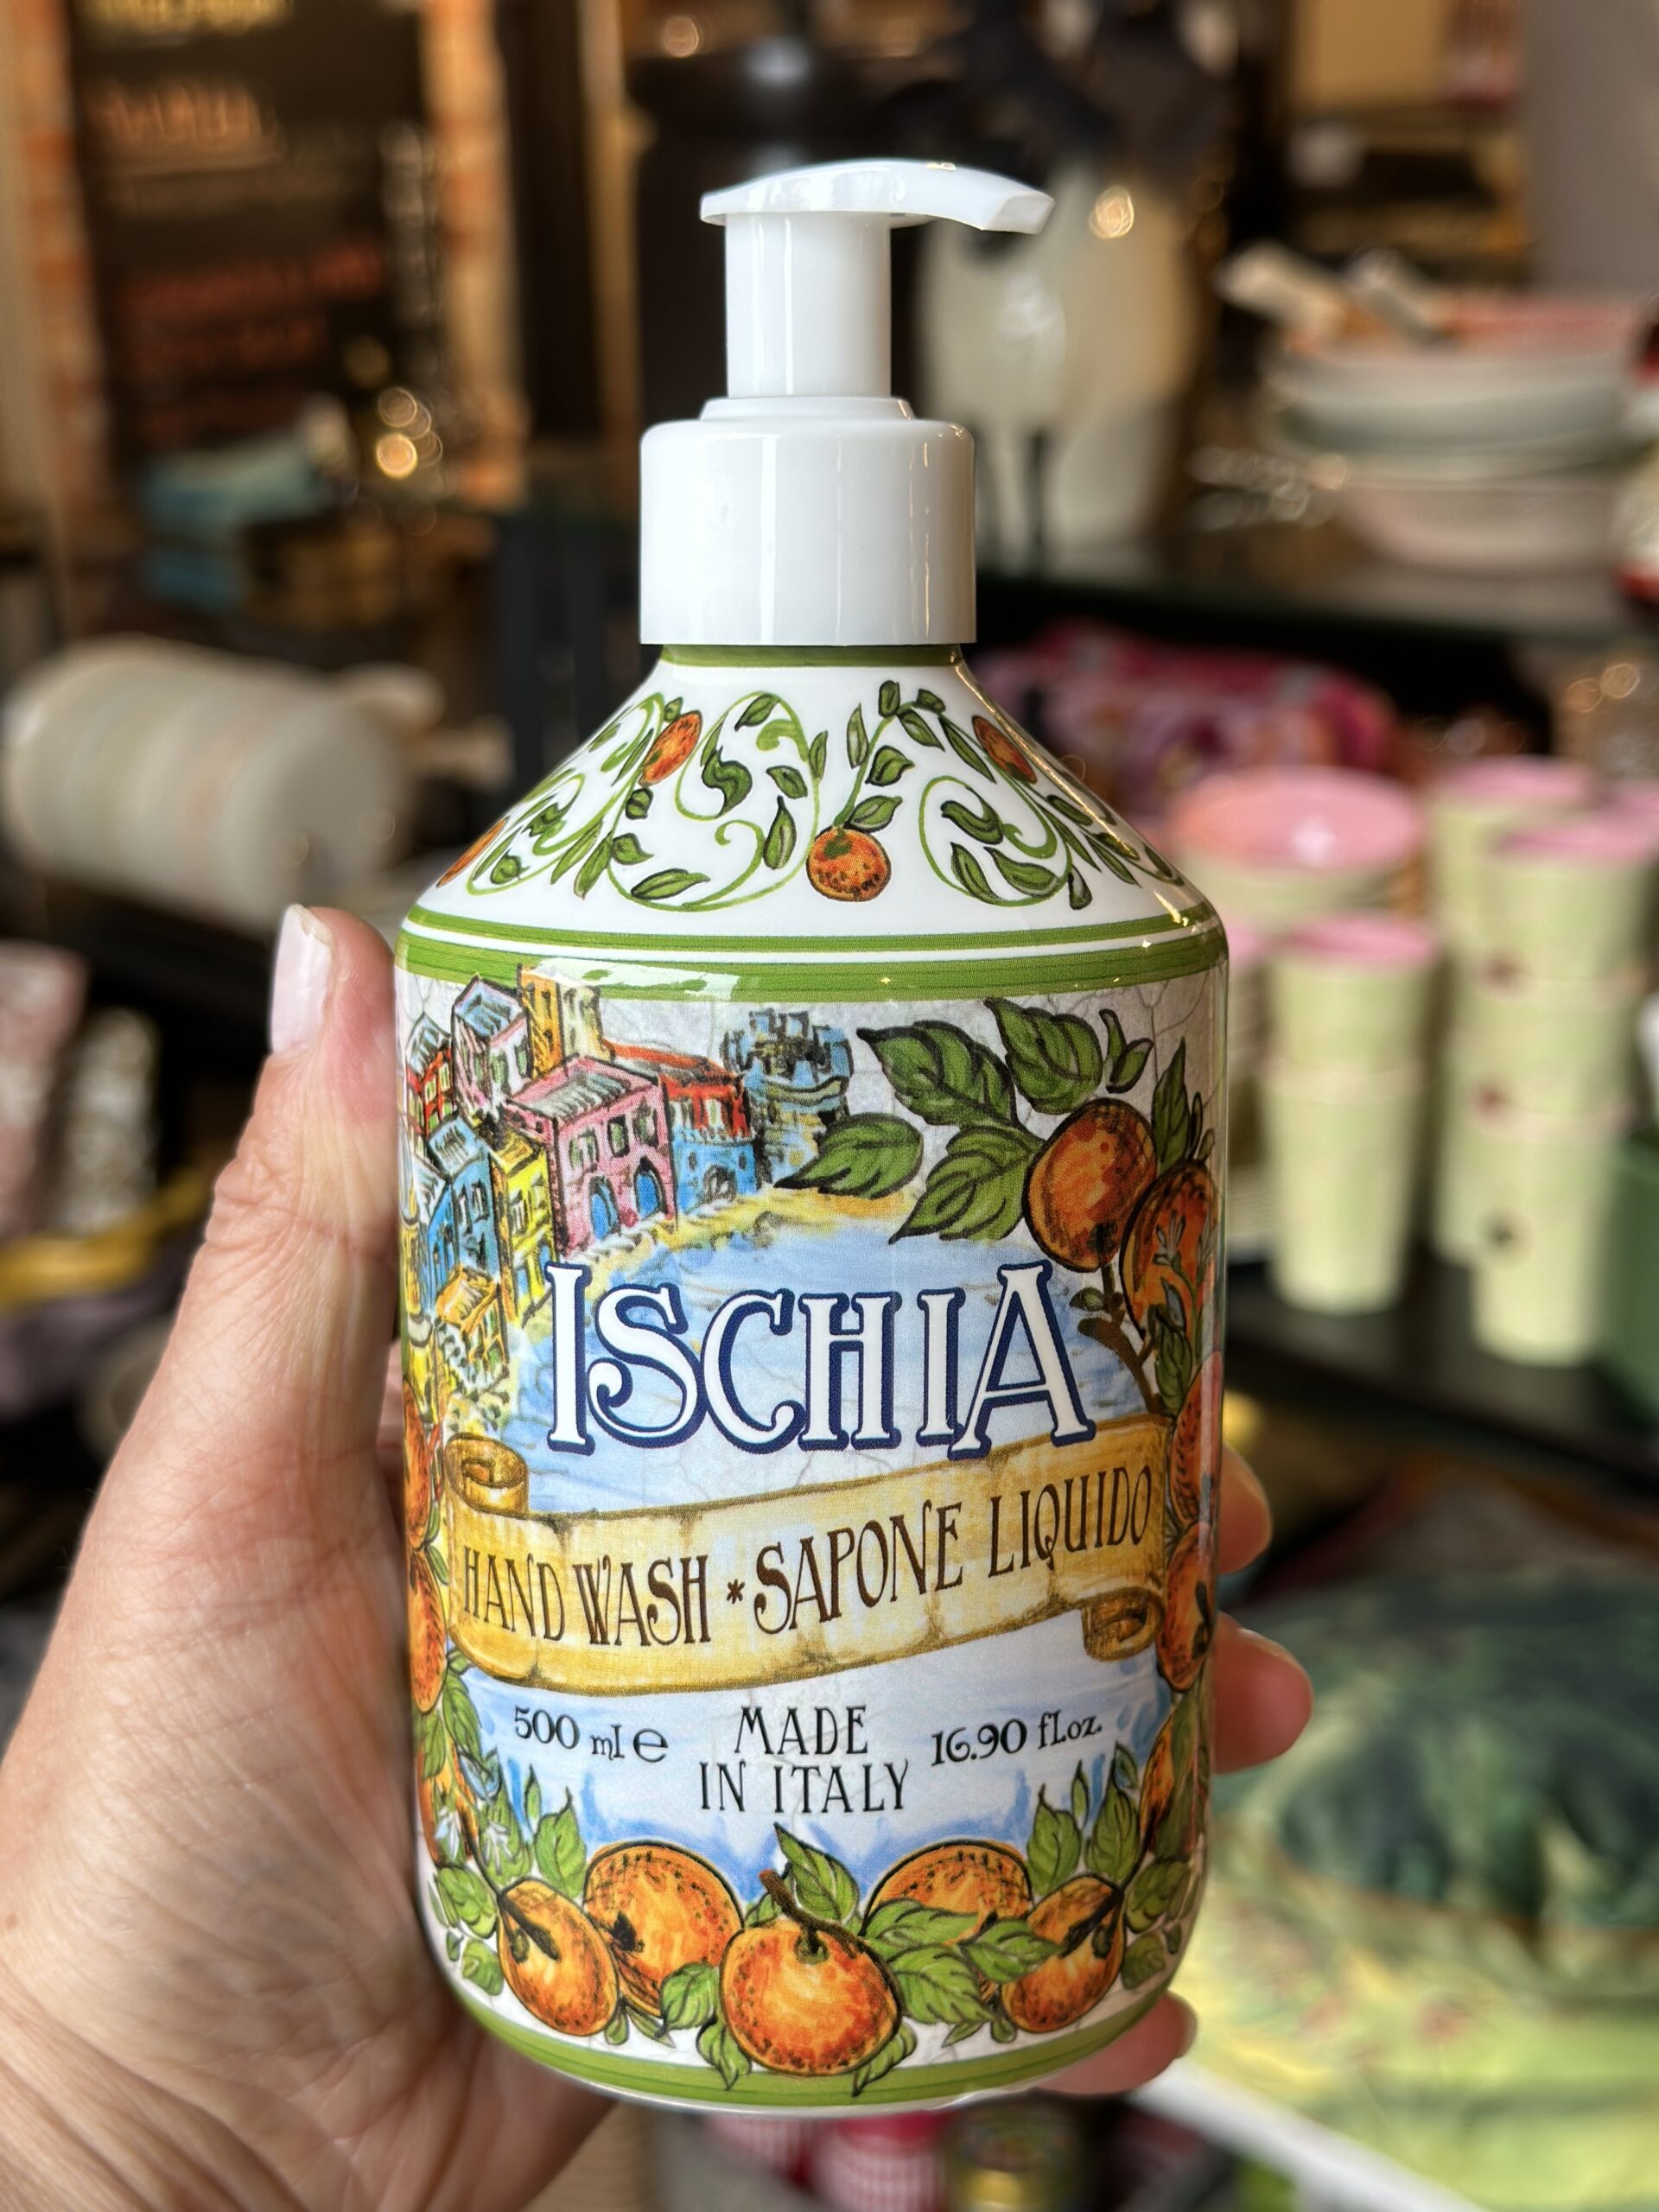 ISCHIA
HAND WASH * SAPONE LIQUIDO
500 ml ℮
MADE
IN ITALY
16.90 fl.oz.